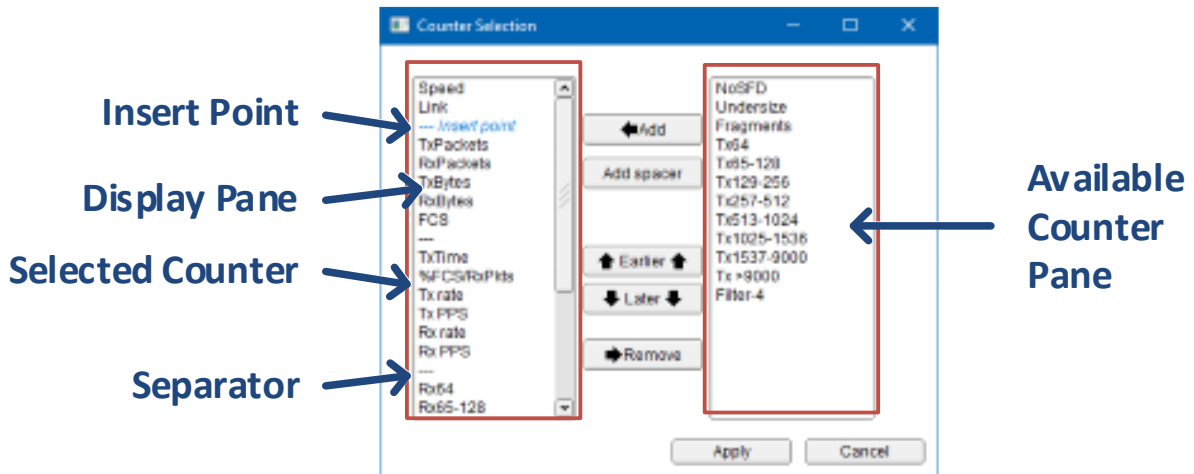 Counter Selection
Insert Point
Display Pane
Selected Counter
Separator
Speed
Link
--- Insert point
TxPackets
RxPackets
TxBytes
RxBytes
FCS
---
TxTime
%FCS/RxPkts
Tx rate
Tx PPS
Rx rate
Rx PPS
---
Rx64
Rx65-128
Add
Add spacer
Earlier
Later
Remove
NoSFD
Undersize
Fragments
Tx64
Tx65-128
Tx129-256
Tx257-512
Tx513-1024
Tx1025-1536
Tx1537-9000
Tx >9000
Filter-4
Available
Counter
Pane
Apply
Cancel